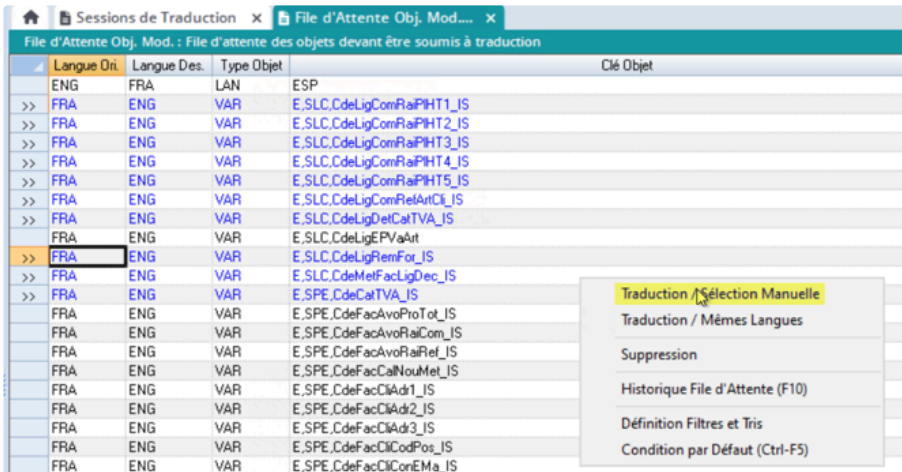 Sessions de Traduction × File d'Attente Obj. Mod.... ×
File d'Attente Obj. Mod. : File d'attente des objets devant être soumis à traduction
Langue Ori. Langue Des. Type Objet Clé Objet
ENG FRA LAN ESP
>> FRA ENG VAR E,SLC,CdeLigComRaiPIHT1_IS
>> FRA ENG VAR E,SLC,CdeLigComRaiPIHT2_IS
>> FRA ENG VAR E,SLC,CdeLigComRaiPIHT3_IS
>> FRA ENG VAR E,SLC,CdeLigComRaiPIHT4_IS
>> FRA ENG VAR E,SLC,CdeLigComRaiPIHT5_IS
>> FRA ENG VAR E,SLC,CdeLigComRefArtCli_IS
>> FRA ENG VAR E,SLC,CdeLigDetCatTVA_IS
FRA ENG VAR E,SLC,CdeLigEPVaArt
>> FRA ENG VAR E,SLC,CdeLigRemFor_IS
>> FRA ENG VAR E,SLC,CdeMetFacLigDec_IS
>> FRA ENG VAR E,SPE,CdeCatTVA_IS
FRA ENG VAR E,SPE,CdeFacAvoProTot_IS
FRA ENG VAR E,SPE,CdeFacAvoRaiCom_IS
FRA ENG VAR E,SPE,CdeFacAvoRaiRef_IS
FRA ENG VAR E,SPE,CdeFacCalNouMet_IS
FRA ENG VAR E,SPE,CdeFacCliAdr1_IS
FRA ENG VAR E,SPE,CdeFacCliAdr2_IS
FRA ENG VAR E,SPE,CdeFacCliAdr3_IS
FRA ENG VAR E,SPE,CdeFacCliCodPos_IS
FRA ENG VAR E,SPE,CdeFacCliConEMa_IS
Traduction / Sélection Manuelle
Traduction / Mêmes Langues
Suppression
Historique File d'Attente (F10)
Définition Filtres et Tris
Condition par Défaut (Ctrl-F5)